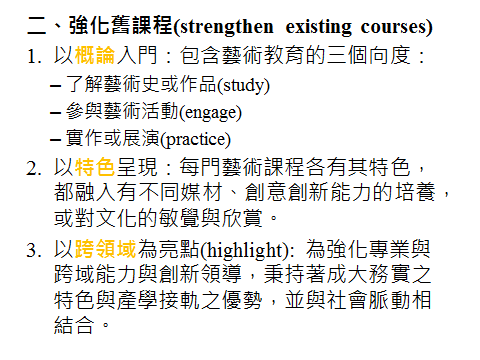 二、強化舊課程(strengthen existing courses)
1. 以概論入門：包含藝術教育的三個向度：
– 了解藝術史或作品(study)
– 參與藝術活動(engage)
– 實作或展演(practice)
2. 以特色呈現：每門藝術課程各有其特色，
都融入有不同媒材、創意創新能力的培養，
或對文化的敏覺與欣賞。
3. 以跨領域為亮點(highlight): 為強化專業與
跨域能力與創新領導，秉持著成大務實之
特色與產學接軌之優勢，並與社會脈動相
結合。